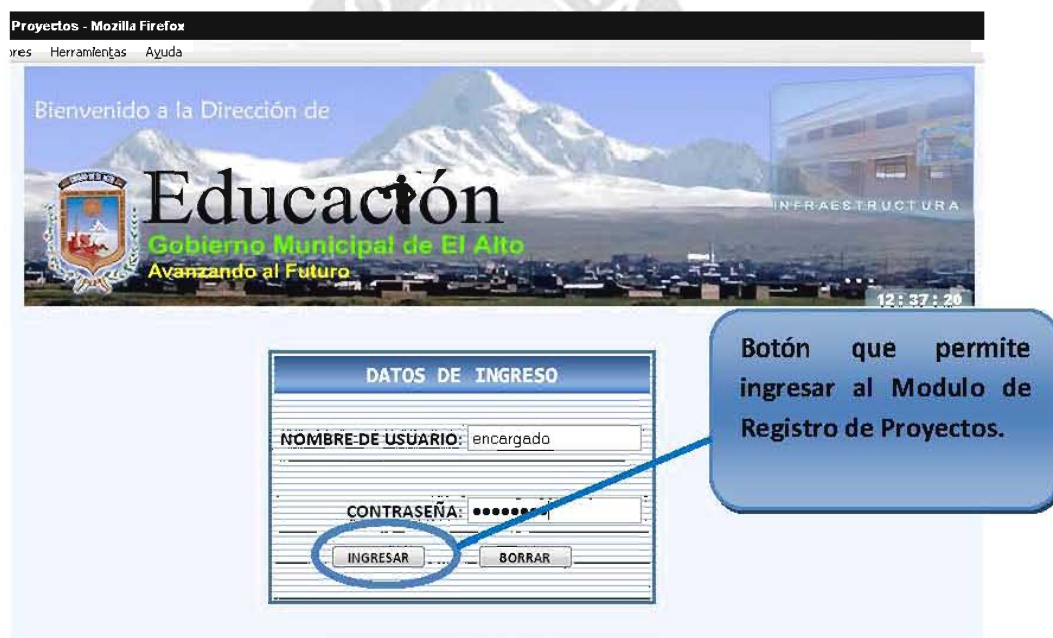 Proyectos - Mozilla Firefox
ores Herramientas Ayuda
Bienvenido a la Dirección de
Educación
Gobierno Municipal de El Alto
Avanzando al Futuro
INFRAESTRUCTURA
12:37:20
DATOS DE INGRESO
NOMBRE DE USUARIO: encargado
CONTRASEÑA: ••••••••
INGRESAR BORRAR
Botón que permite
ingresar al Modulo de
Registro de Proyectos.